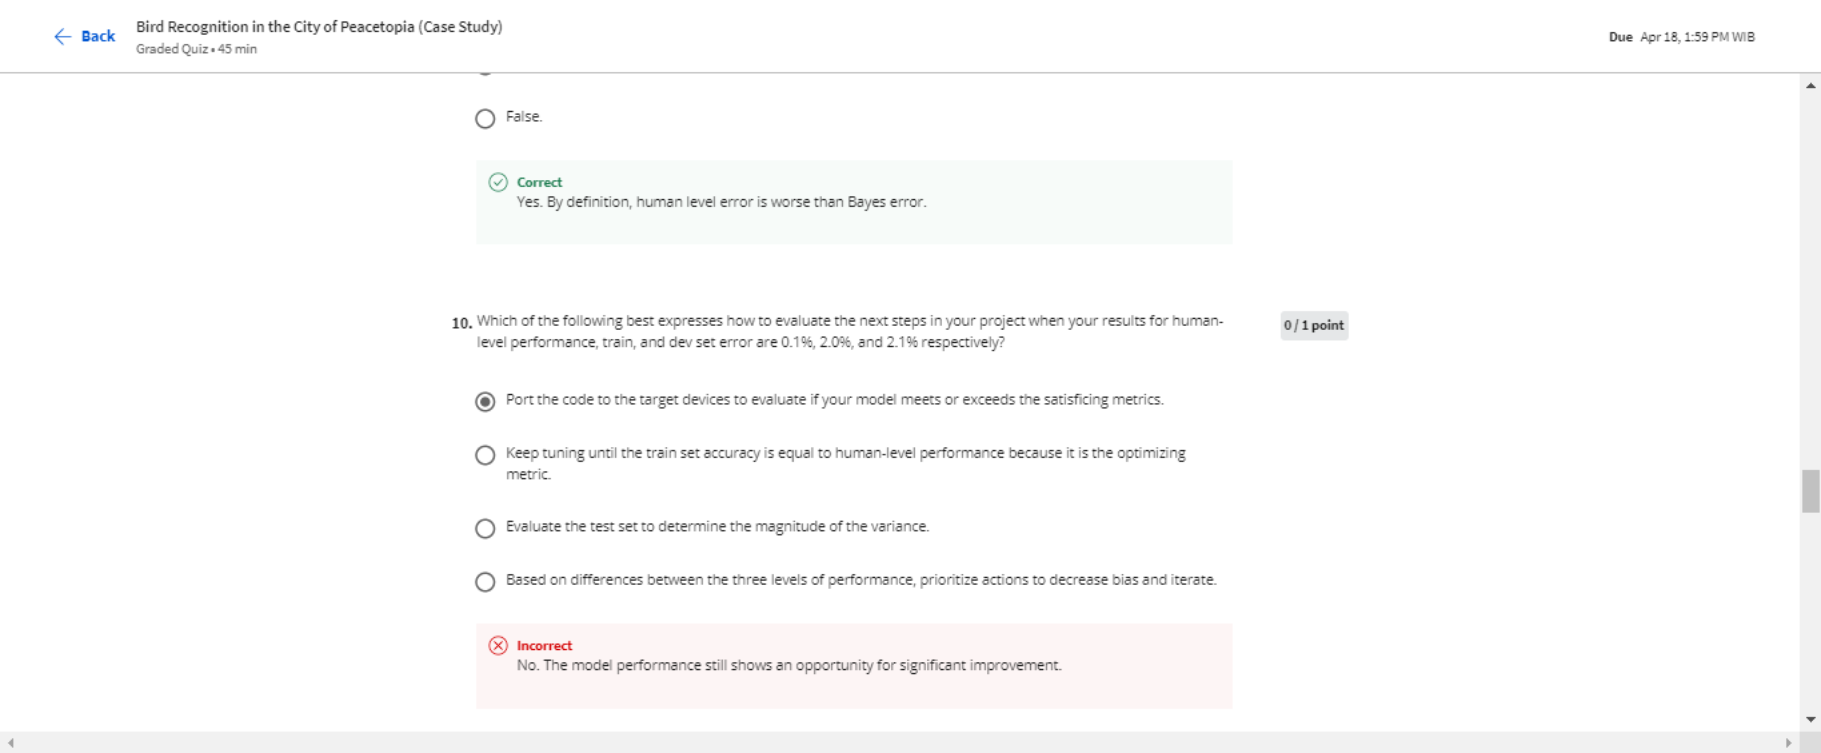 Back
Bird Recognition in the City of Peacetopia (Case Study)
Graded Quiz • 45 min
Due Apr 18, 1:59 PM WIB
False.
Correct
Yes. By definition, human level error is worse than Bayes error.
10. Which of the following best expresses how to evaluate the next steps in your project when your results for human-
level performance, train, and dev set error are 0.1%, 2.0%, and 2.1% respectively?
0 / 1 point
Port the code to the target devices to evaluate if your model meets or exceeds the satisficing metrics.
Keep tuning until the train set accuracy is equal to human-level performance because it is the optimizing
metric.
Evaluate the test set to determine the magnitude of the variance.
Based on differences between the three levels of performance, prioritize actions to decrease bias and iterate.
Incorrect
No. The model performance still shows an opportunity for significant improvement.